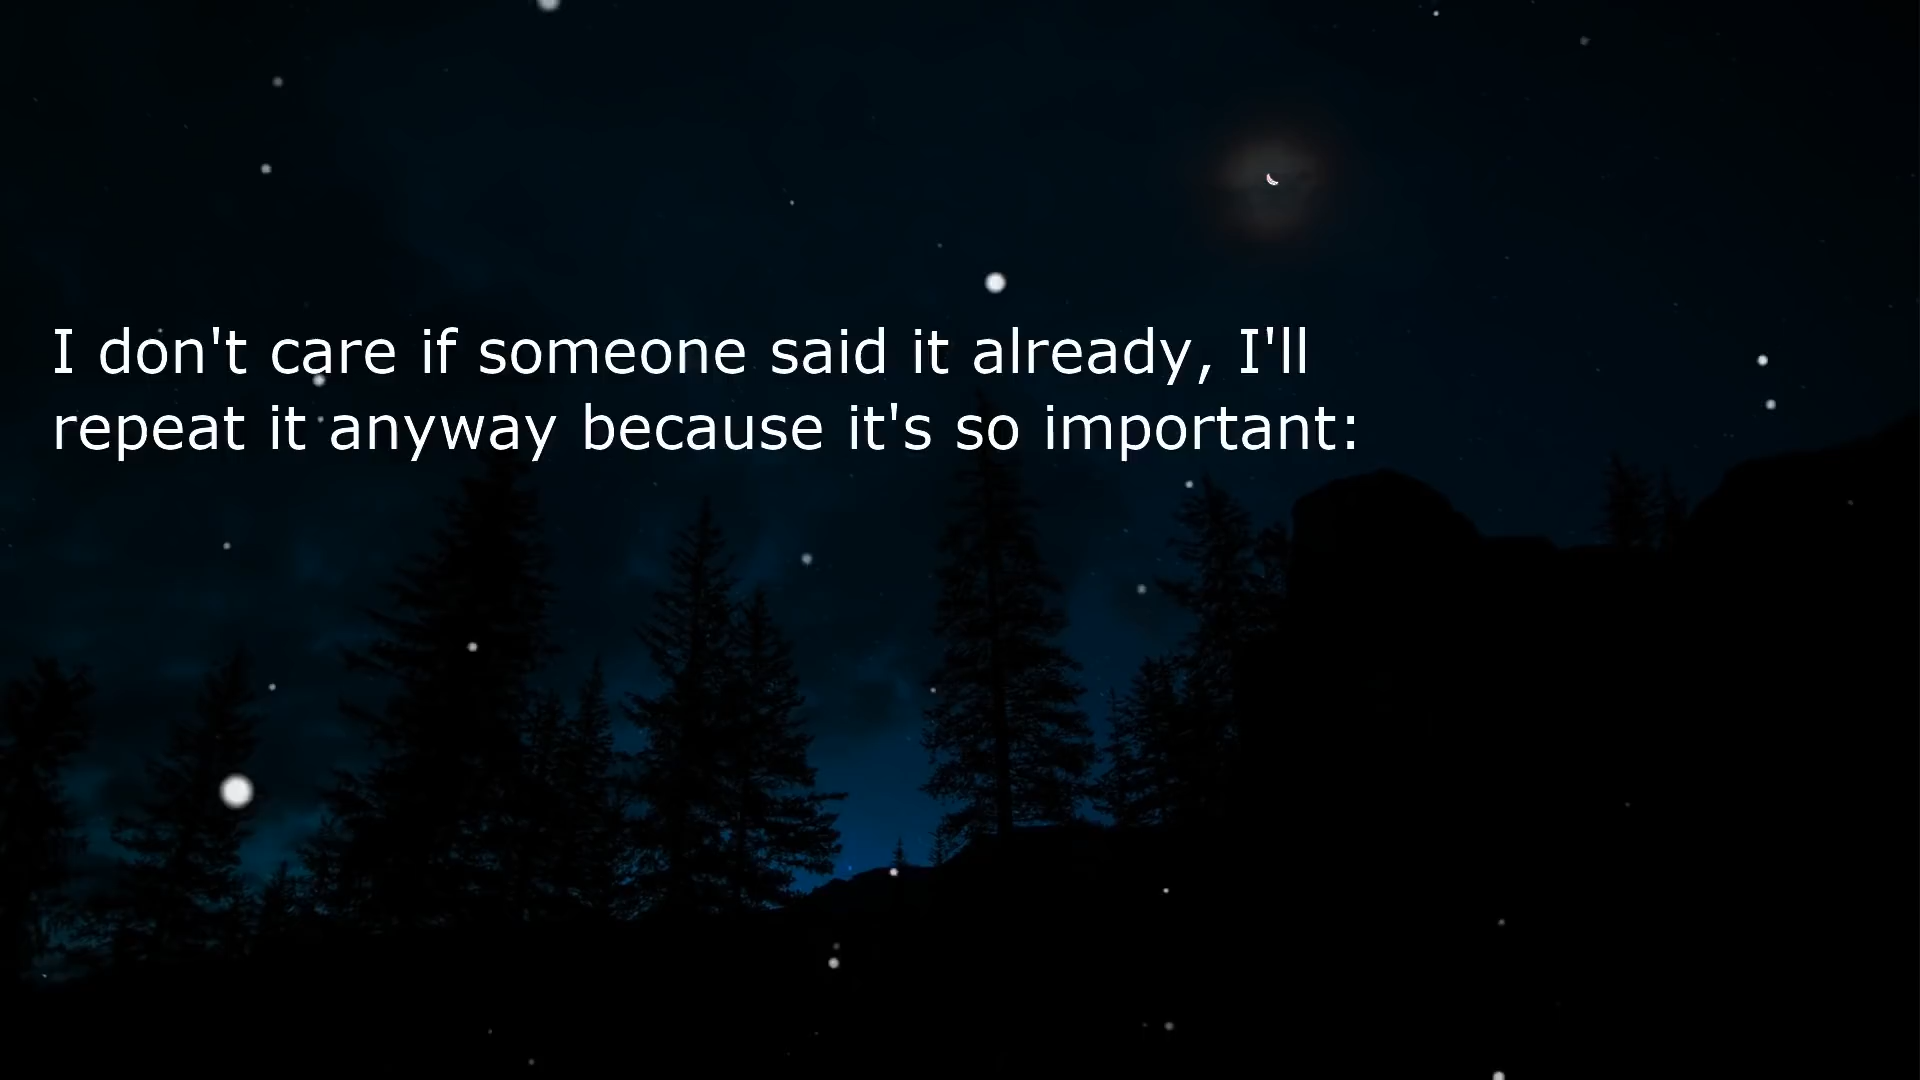 I don't care if someone said it already, I'll
repeat it anyway because it's so important: